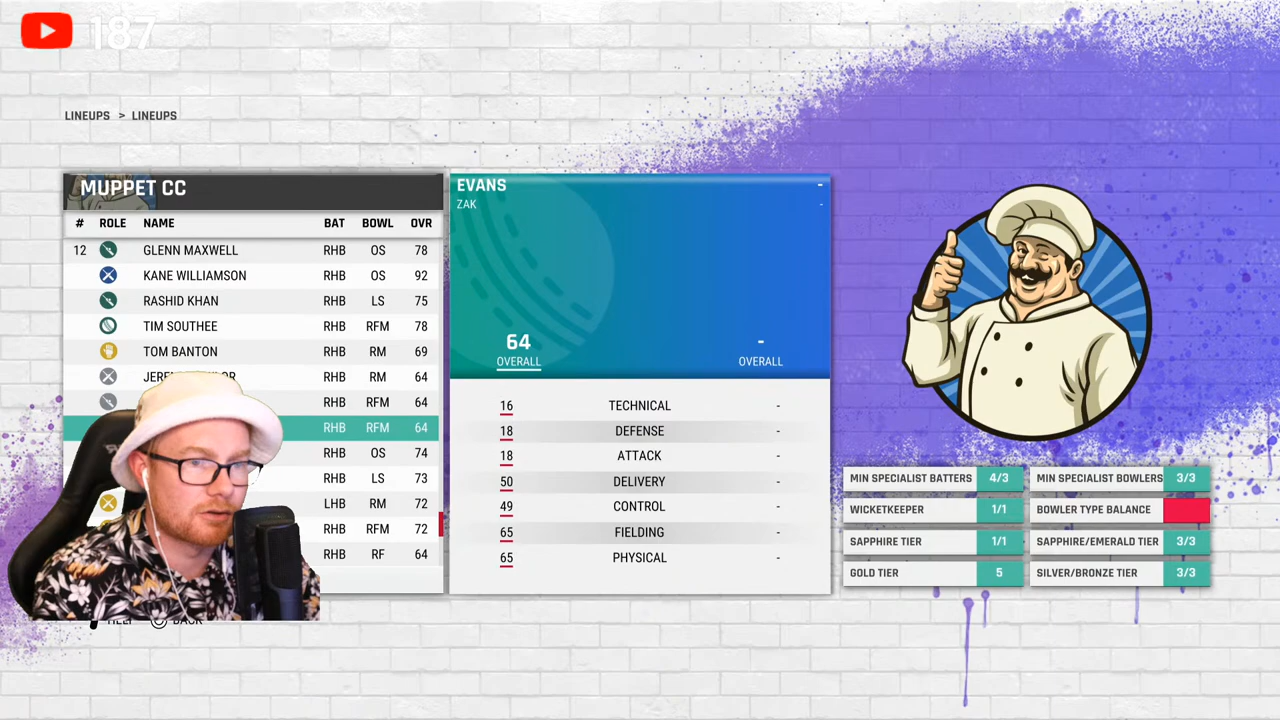 187
LINEUPS > LINEUPS
MUPPET CC
# ROLE NAME BAT BOWL OVR
12 GLENN MAXWELL RHB OS 78
KANE WILLIAMSON RHB OS 92
RASHID KHAN RHB LS 75
TIM SOUTHEE RHB RFM 78
TOM BANTON RHB RM 69
RHB RM 64
RHB RFM 64
RHB RFM 64
RHB OS 74
RHB LS 73
LHB RM 72
RHB RFM 72
RHB RF 64
BACK
EVANS -
ZAK -
64 -
OVERALL OVERALL
16 TECHNICAL -
18 DEFENSE -
18 ATTACK -
50 DELIVERY -
49 CONTROL -
65 FIELDING -
65 PHYSICAL -
MIN SPECIALIST BATTERS 4/3 MIN SPECIALIST BOWLERS 3/3
WICKETKEEPER 1/1 BOWLER TYPE BALANCE
SAPPHIRE TIER 1/1 SAPPHIRE/EMERALD TIER 3/3
GOLD TIER 5 SILVER/BRONZE TIER 3/3